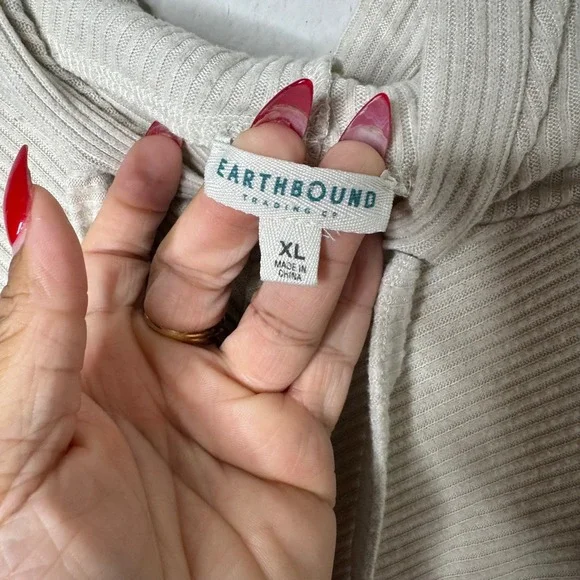 EARTHBOUND
TRADING CO
XL
MADE IN
CHINA